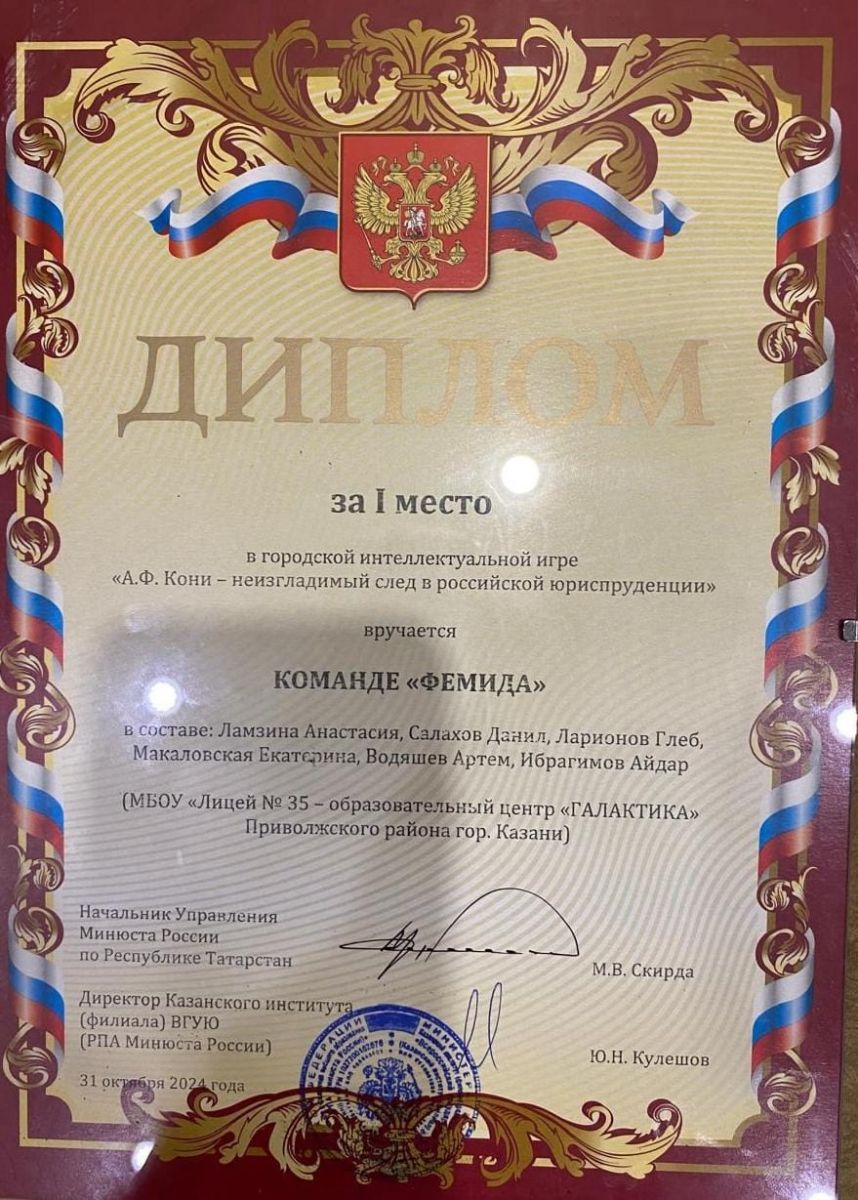 ДИПЛОМ
за I место
в городской интеллектуальной игре
«А.Ф. Кони – неизгладимый след в российской юриспруденции»
вручается
КОМАНДЕ «ФЕМИДА»
в составе: Ламзина Анастасия, Салахов Данил, Ларионов Глеб,
Макаловская Екатерина, Водяшев Артем, Ибрагимов Айдар
(МБОУ «Лицей № 35 – образовательный центр «ГАЛАКТИКА»
Приволжского района гор. Казани)
Начальник Управления
Минюста России
по Республике Татарстан
М.В. Скирда
Директор Казанского института
(филиала) ВГУЮ
(РПА Минюста России)
Ю.Н. Кулешов
31 октября 2024 года